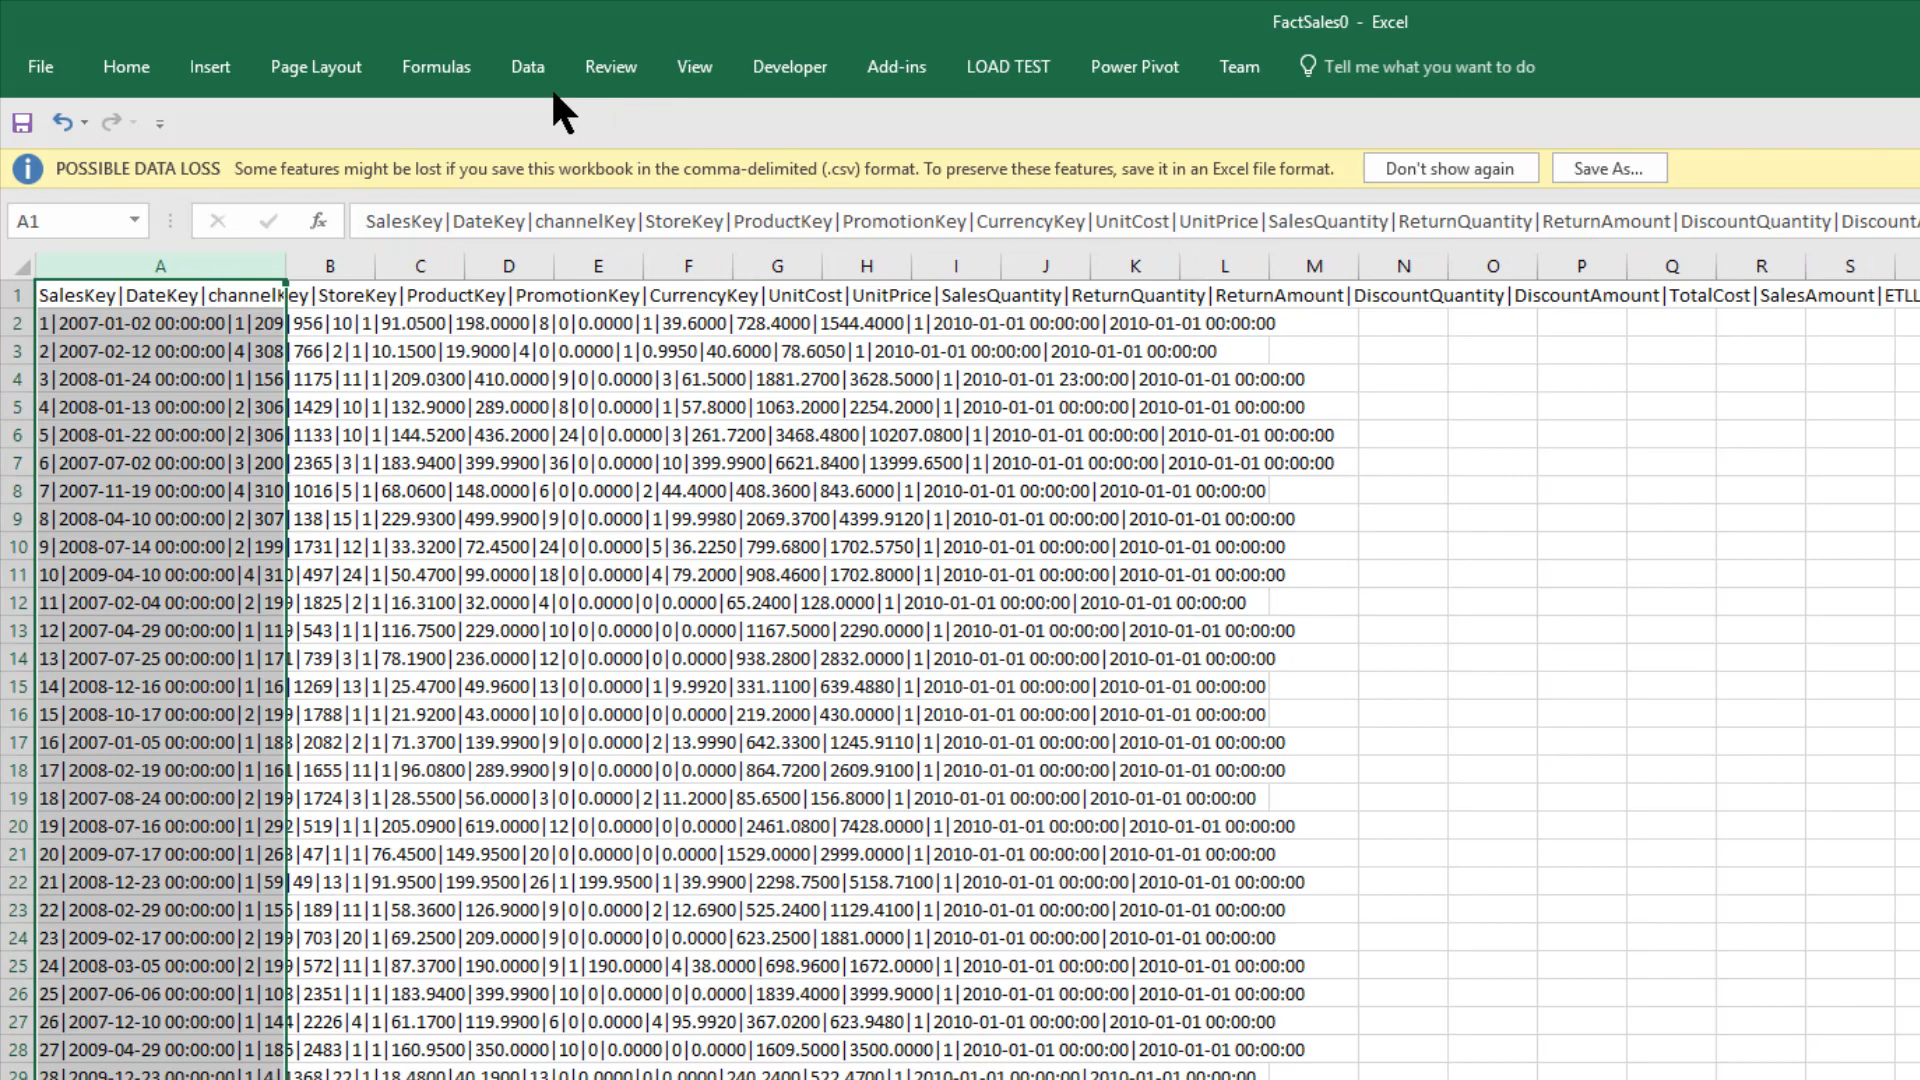 FactSales0 - Excel
File Home Insert Page Layout Formulas Data Review View Developer Add-ins LOAD TEST Power Pivot Team Tell me what you want to do
POSSIBLE DATA LOSS Some features might be lost if you save this workbook in the comma-delimited (.csv) format. To preserve these features, save it in an Excel file format. Don't show again Save As...
A1 fx SalesKey|DateKey|channelKey|StoreKey|ProductKey|PromotionKey|CurrencyKey|UnitCost|UnitPrice|SalesQuantity|ReturnQuantity|ReturnAmount|DiscountQuantity|Discount
A B C D E F G H I J K L M N O P Q R S
1 SalesKey|DateKey|channelKey|StoreKey|ProductKey|PromotionKey|CurrencyKey|UnitCost|UnitPrice|SalesQuantity|ReturnQuantity|ReturnAmount|DiscountQuantity|DiscountAmount|TotalCost|SalesAmount|ETLL
2 1|2007-01-02 00:00:00|1|209|956|10|1|91.0500|198.0000|8|0|0.0000|1|39.6000|728.4000|1544.4000|1|2010-01-01 00:00:00|2010-01-01 00:00:00
3 2|2007-02-12 00:00:00|4|308|766|2|1|10.1500|19.9000|4|0|0.0000|1|0.9950|40.6000|78.6050|1|2010-01-01 00:00:00|2010-01-01 00:00:00
4 3|2008-01-24 00:00:00|1|156|1175|11|1|209.0300|410.0000|9|0|0.0000|3|61.5000|1881.2700|3628.5000|1|2010-01-01 23:00:00|2010-01-01 00:00:00
5 4|2008-01-13 00:00:00|2|306|1429|10|1|132.9000|289.0000|8|0|0.0000|1|57.8000|1063.2000|2254.2000|1|2010-01-01 00:00:00|2010-01-01 00:00:00
6 5|2008-01-22 00:00:00|2|306|1133|10|1|144.5200|436.2000|24|0|0.0000|3|261.7200|3468.4800|10207.0800|1|2010-01-01 00:00:00|2010-01-01 00:00:00
7 6|2007-07-02 00:00:00|3|200|2365|3|1|183.9400|399.9900|36|0|0.0000|10|399.9900|6621.8400|13999.6500|1|2010-01-01 00:00:00|2010-01-01 00:00:00
8 7|2007-11-19 00:00:00|4|310|1016|5|1|68.0600|148.0000|6|0|0.0000|2|44.4000|408.3600|843.6000|1|2010-01-01 00:00:00|2010-01-01 00:00:00
9 8|2008-04-10 00:00:00|2|307|138|15|1|229.9300|499.9900|9|0|0.0000|1|99.9980|2069.3700|4399.9120|1|2010-01-01 00:00:00|2010-01-01 00:00:00
10 9|2008-07-14 00:00:00|2|199|1731|12|1|33.3200|72.4500|24|0|0.0000|5|36.2250|799.6800|1702.5750|1|2010-01-01 00:00:00|2010-01-01 00:00:00
11 10|2009-04-10 00:00:00|4|310|497|24|1|50.4700|99.0000|18|0|0.0000|4|79.2000|908.4600|1702.8000|1|2010-01-01 00:00:00|2010-01-01 00:00:00
12 11|2007-02-04 00:00:00|2|199|1825|2|1|16.3100|32.0000|4|0|0.0000|0|0.0000|65.2400|128.0000|1|2010-01-01 00:00:00|2010-01-01 00:00:00
13 12|2007-04-29 00:00:00|1|119|543|1|1|116.7500|229.0000|10|0|0.0000|0|0.0000|1167.5000|2290.0000|1|2010-01-01 00:00:00|2010-01-01 00:00:00
14 13|2007-07-25 00:00:00|1|171|739|3|1|78.1900|236.0000|12|0|0.0000|0|0.0000|938.2800|2832.0000|1|2010-01-01 00:00:00|2010-01-01 00:00:00
15 14|2008-12-16 00:00:00|1|16|1269|13|1|25.4700|49.9600|13|0|0.0000|1|9.9920|331.1100|639.4880|1|2010-01-01 00:00:00|2010-01-01 00:00:00
16 15|2008-10-17 00:00:00|2|199|1788|1|1|21.9200|43.0000|10|0|0.0000|0|0.0000|219.2000|430.0000|1|2010-01-01 00:00:00|2010-01-01 00:00:00
17 16|2007-01-05 00:00:00|1|183|2082|2|1|71.3700|139.9900|9|0|0.0000|2|13.9990|642.3300|1245.9110|1|2010-01-01 00:00:00|2010-01-01 00:00:00
18 17|2008-02-19 00:00:00|1|161|1655|11|1|96.0800|289.9900|9|0|0.0000|0|0.0000|864.7200|2609.9100|1|2010-01-01 00:00:00|2010-01-01 00:00:00
19 18|2007-08-24 00:00:00|2|199|1724|3|1|28.5500|56.0000|3|0|0.0000|2|11.2000|85.6500|156.8000|1|2010-01-01 00:00:00|2010-01-01 00:00:00
20 19|2008-07-16 00:00:00|1|292|519|1|1|205.0900|619.0000|12|0|0.0000|0|0.0000|2461.0800|7428.0000|1|2010-01-01 00:00:00|2010-01-01 00:00:00
21 20|2009-07-17 00:00:00|1|263|47|1|1|76.4500|149.9500|20|0|0.0000|0|0.0000|1529.0000|2999.0000|1|2010-01-01 00:00:00|2010-01-01 00:00:00
22 21|2008-12-23 00:00:00|1|59|49|13|1|91.9500|199.9500|26|1|199.9500|1|39.9900|2298.7500|5158.7100|1|2010-01-01 00:00:00|2010-01-01 00:00:00
23 22|2008-02-29 00:00:00|1|155|189|11|1|58.3600|126.9000|9|0|0.0000|2|12.6900|525.2400|1129.4100|1|2010-01-01 00:00:00|2010-01-01 00:00:00
24 23|2009-02-17 00:00:00|2|199|703|20|1|69.2500|209.0000|9|0|0.0000|0|0.0000|623.2500|1881.0000|1|2010-01-01 00:00:00|2010-01-01 00:00:00
25 24|2008-03-05 00:00:00|2|199|572|11|1|87.3700|190.0000|9|1|190.0000|4|38.0000|698.9600|1672.0000|1|2010-01-01 00:00:00|2010-01-01 00:00:00
26 25|2007-06-06 00:00:00|1|103|2351|1|1|183.9400|399.9900|10|0|0.0000|0|0.0000|1839.4000|3999.9000|1|2010-01-01 00:00:00|2010-01-01 00:00:00
27 26|2007-12-10 00:00:00|1|144|2226|4|1|61.1700|119.9900|6|0|0.0000|4|95.9920|367.0200|623.9480|1|2010-01-01 00:00:00|2010-01-01 00:00:00
28 27|2009-04-29 00:00:00|1|185|2483|1|1|160.9500|350.0000|10|0|0.0000|0|0.0000|1609.5000|3500.0000|1|2010-01-01 00:00:00|2010-01-01 00:00:00
29 28|2009-12-23 00:00:00|1|4|1368|22|1|18.4800|40.1900|13|0|0.0000|0|0.0000|240.2400|522.4700|1|2010-01-01 00:00:00|2010-01-01 00:00:00